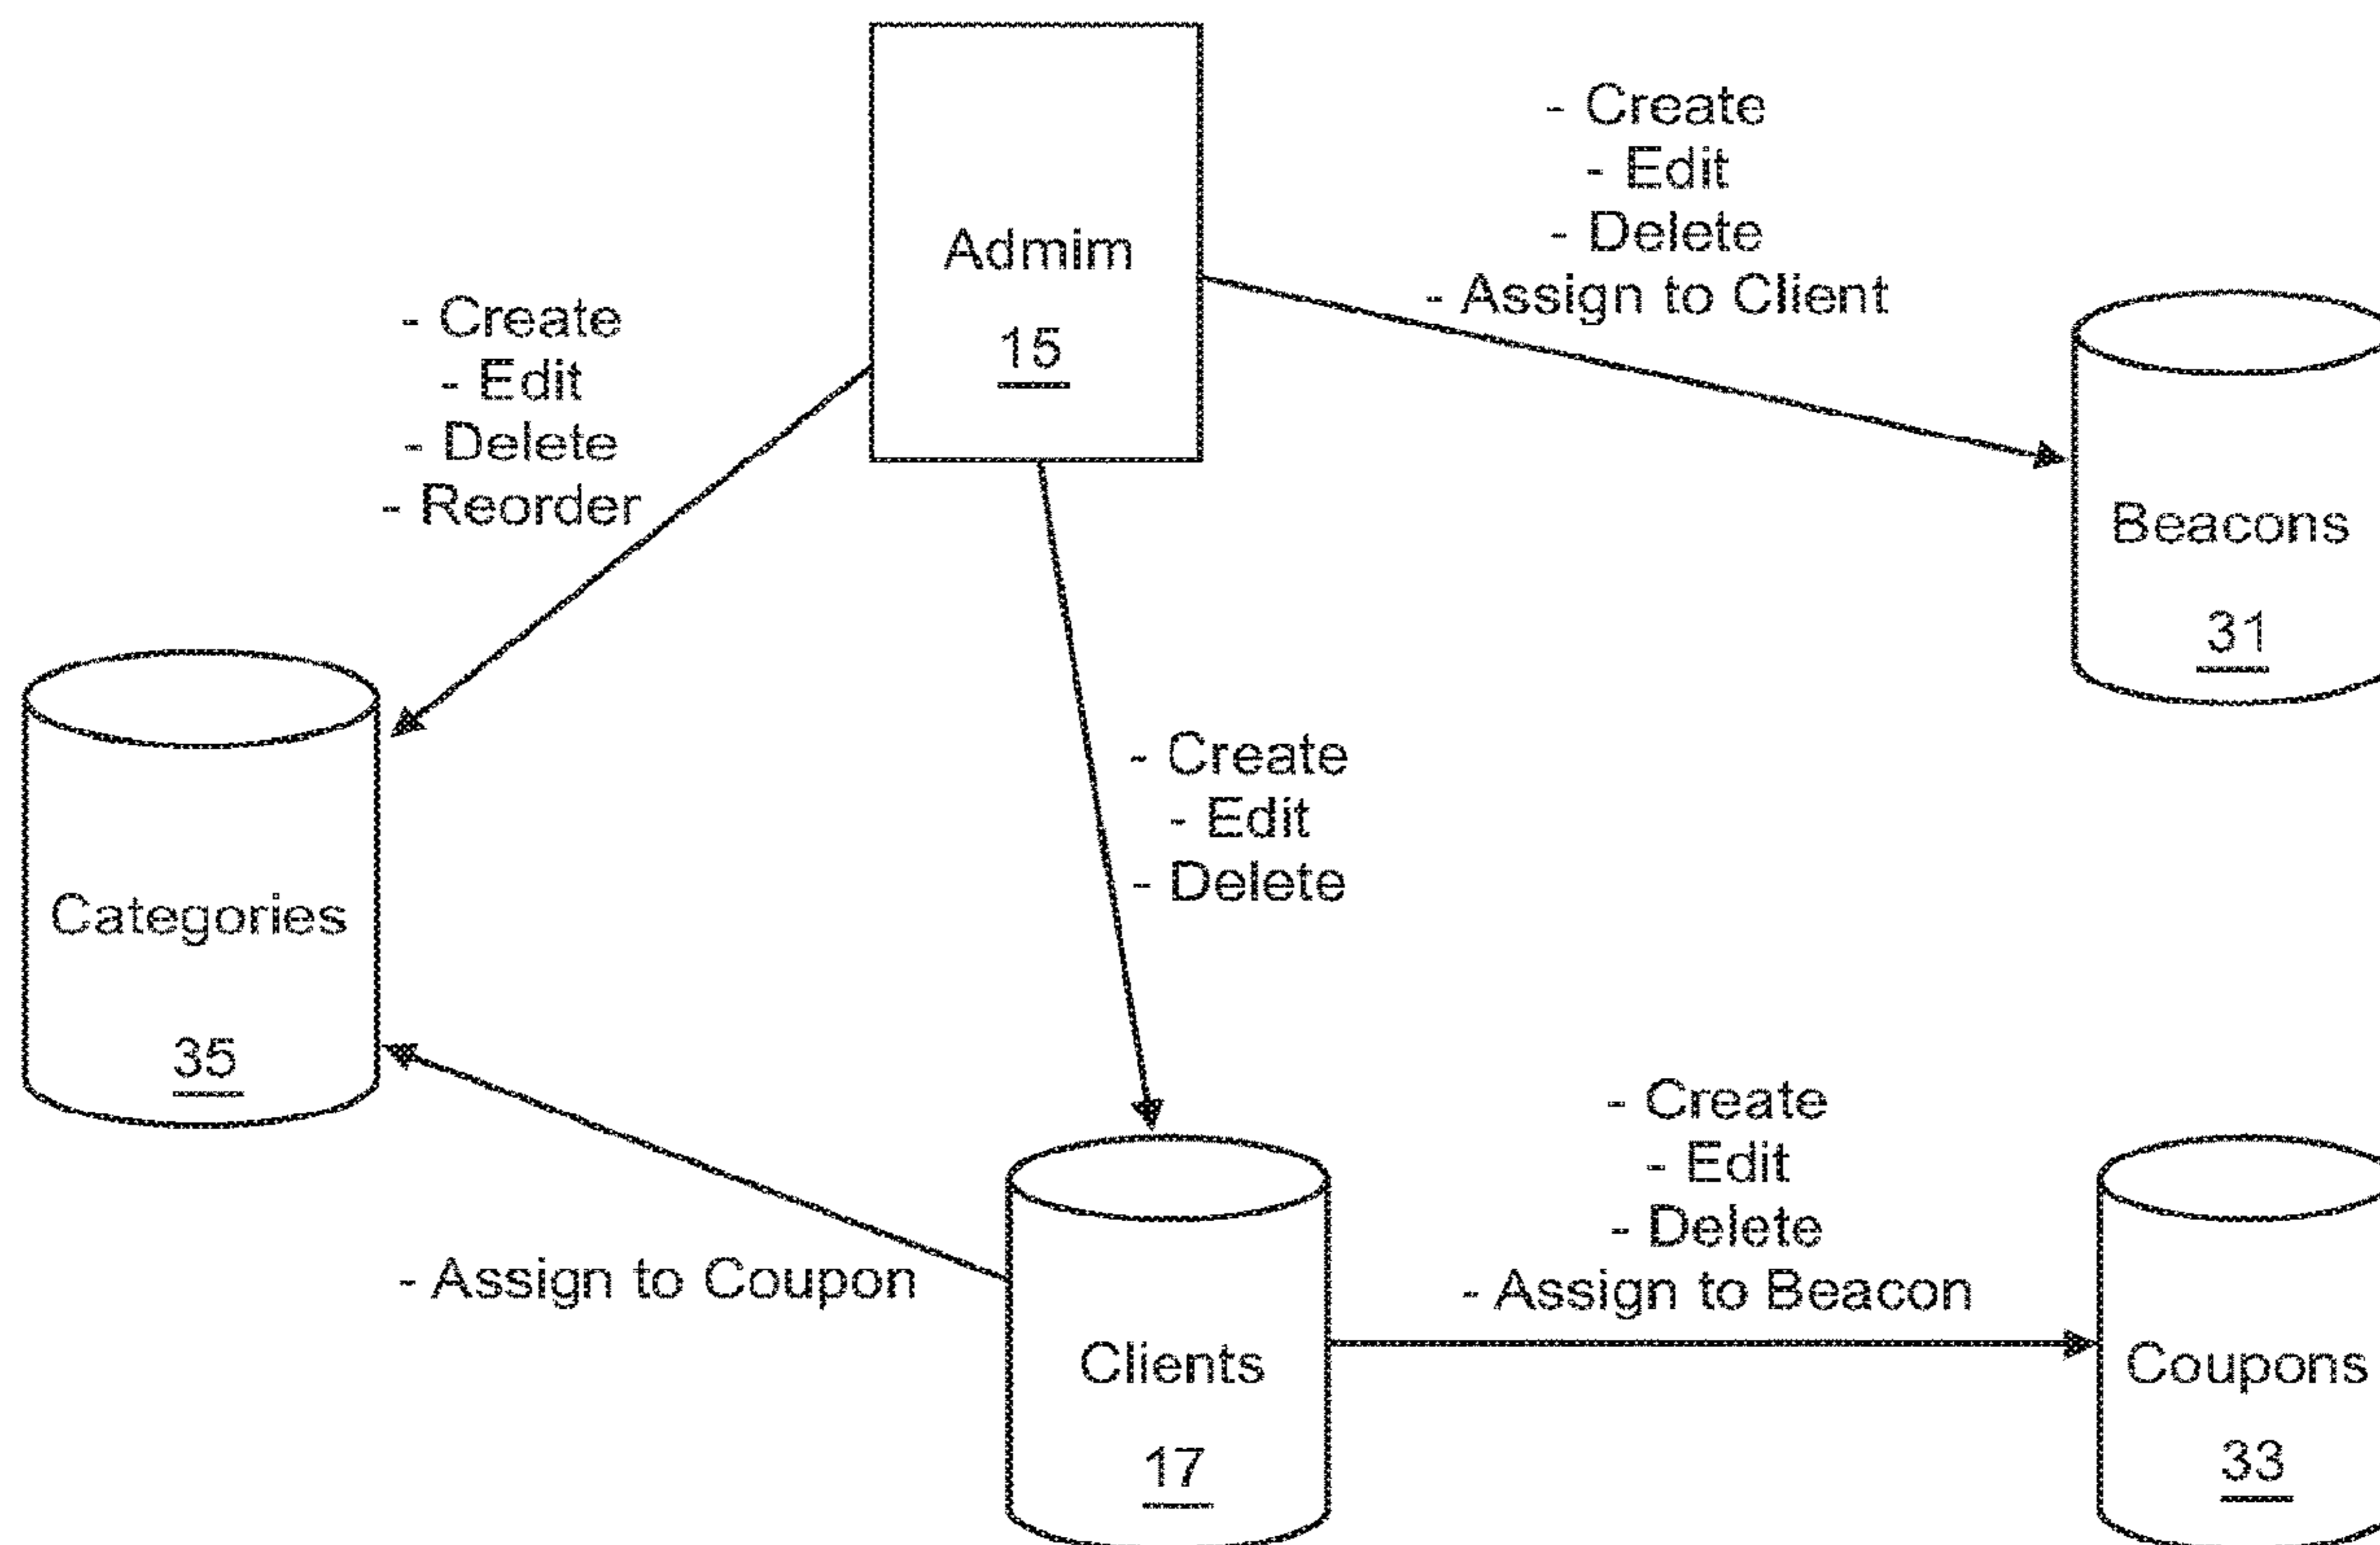 Admim
15
- Create
- Edit
- Delete
- Assign to Client
- Create
- Edit
- Delete
- Reorder
Beacons
31
- Create
- Edit
- Delete
Categories
35
- Assign to Coupon
- Create
- Edit
- Delete
- Assign to Beacon
Clients
17
Coupons
33